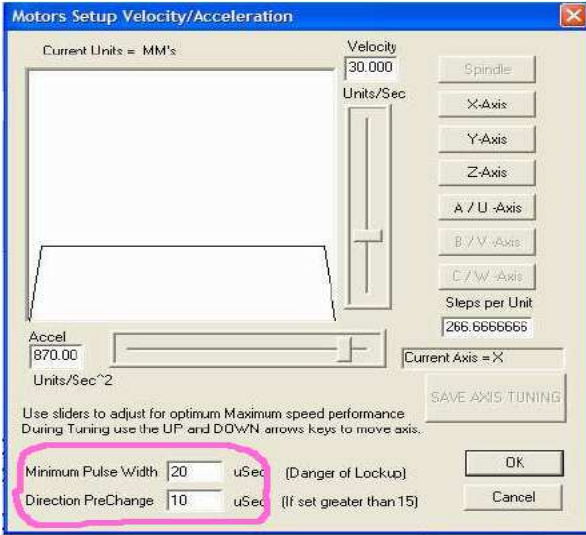 Motors Setup Velocity/Acceleration
Current Units = MM's
Velocity
30.000
Units/Sec
Spindle
X-Axis
Y-Axis
Z-Axis
A / U -Axis
B / V -Axis
C / W -Axis
Steps per Unit
266.6666666
Accel
870.00
Units/Sec^2
Current Axis = X
SAVE AXIS TUNING
Use sliders to adjust for optimum Maximum speed performance
During Tuning use the UP and DOWN arrows keys to move axis.
Minimum Pulse Width 20 uSec (Danger of Lockup)
Direction PreChange 10 uSec (If set greater than 15)
OK
Cancel